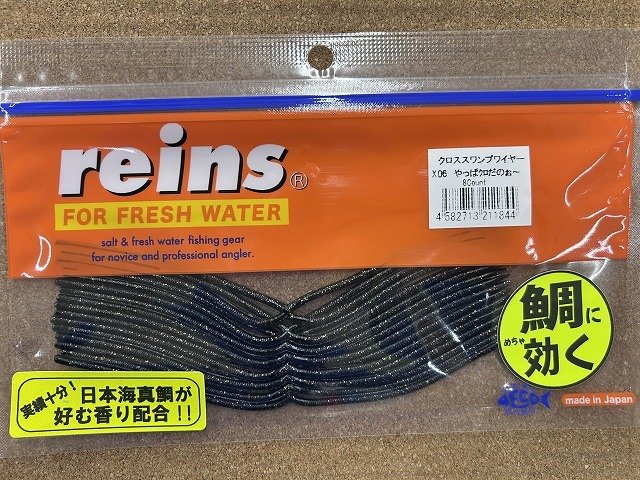 reins®
FOR FRESH WATER
salt & fresh water fishing gear
for novice and professional angler.
クロススワンプワイヤー
X06 やっぱｸﾛだのぉ～
8Count
4582713211844
鯛に
めちゃ
効く
実績十分！
日本海真鯛が
好む香り配合！！
ECO
made in Japan